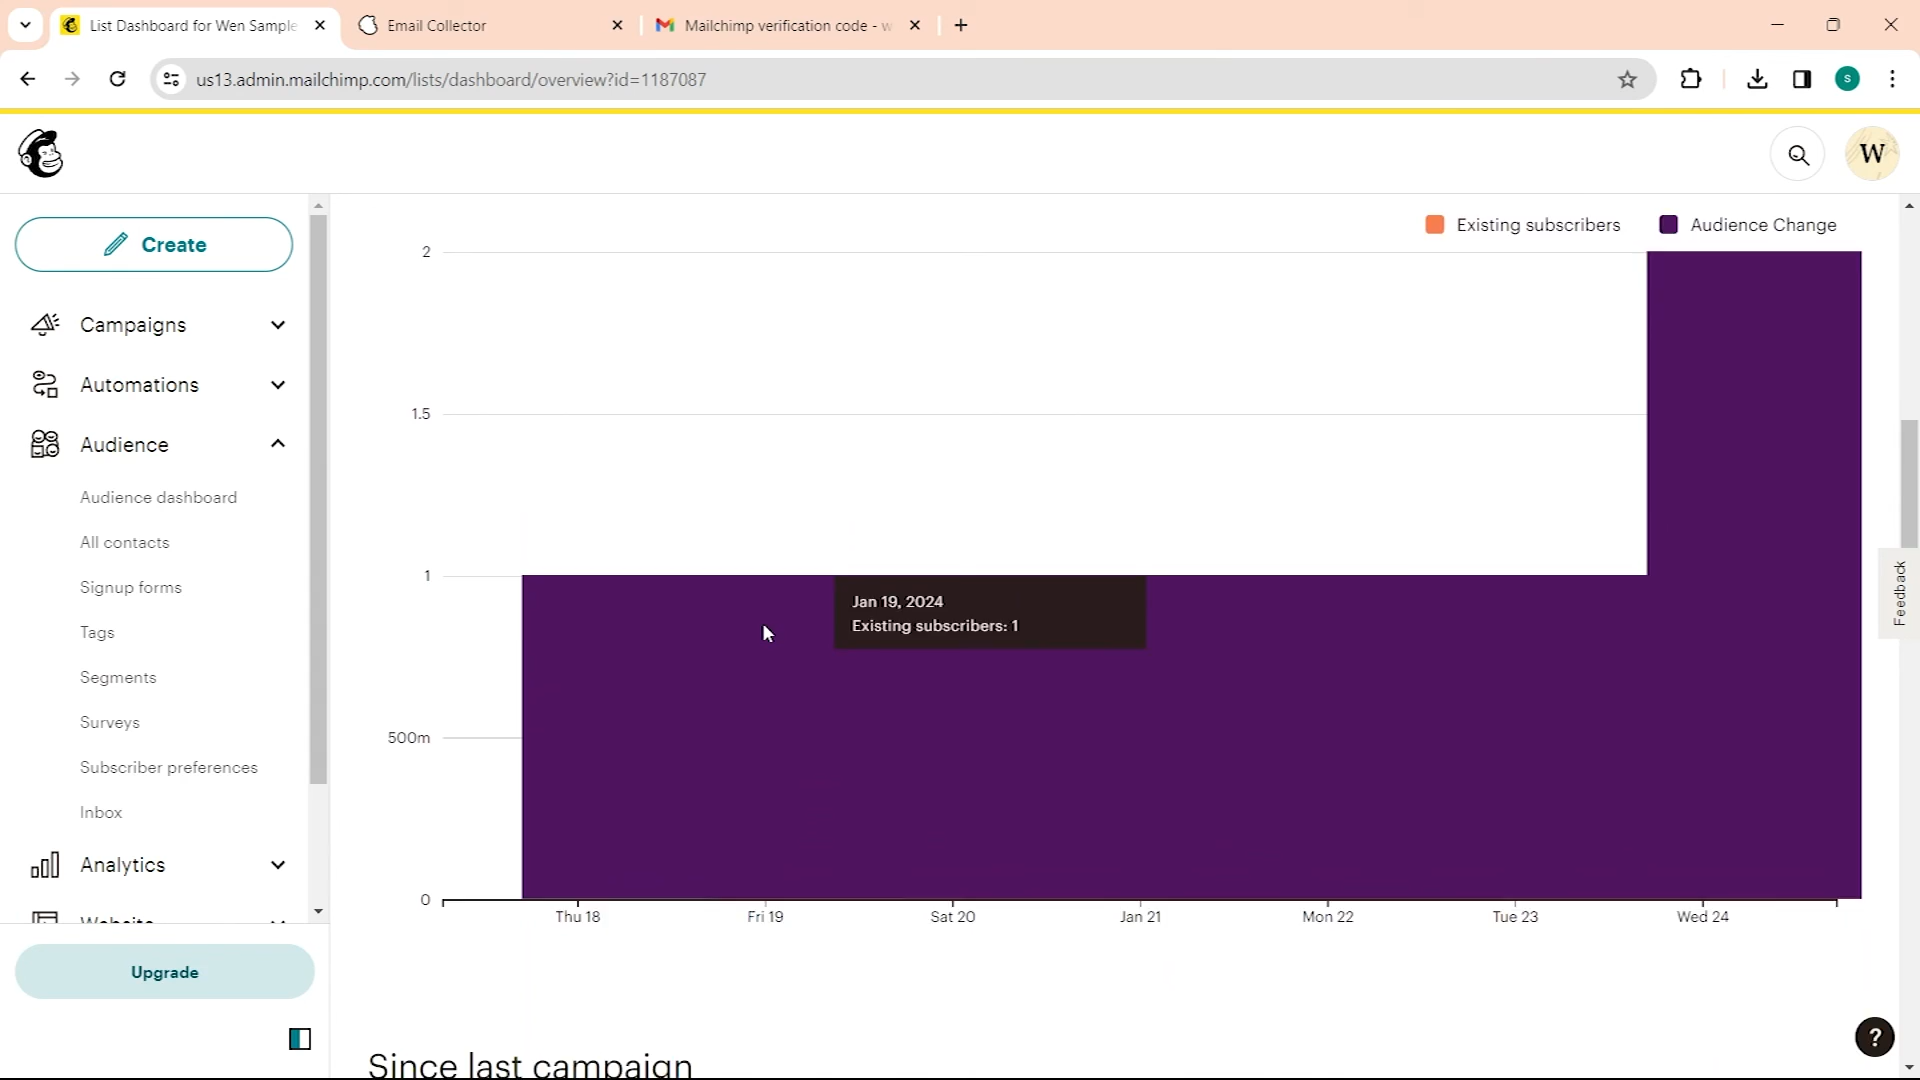 List Dashboard for Wen Sample
Email Collector
Mailchimp verification code - w
us13.admin.mailchimp.com/lists/dashboard/overview?id=1187087
S
W
Create
Campaigns
Automations
Audience
Audience dashboard
All contacts
Signup forms
Tags
Segments
Surveys
Subscriber preferences
Inbox
Analytics
Website
Upgrade
Existing subscribers
Audience Change
2
1.5
1
500m
0
Jan 19, 2024
Existing subscribers: 1
Thu 18
Fri 19
Sat 20
Jan 21
Mon 22
Tue 23
Wed 24
Since last campaign
Feedback
?